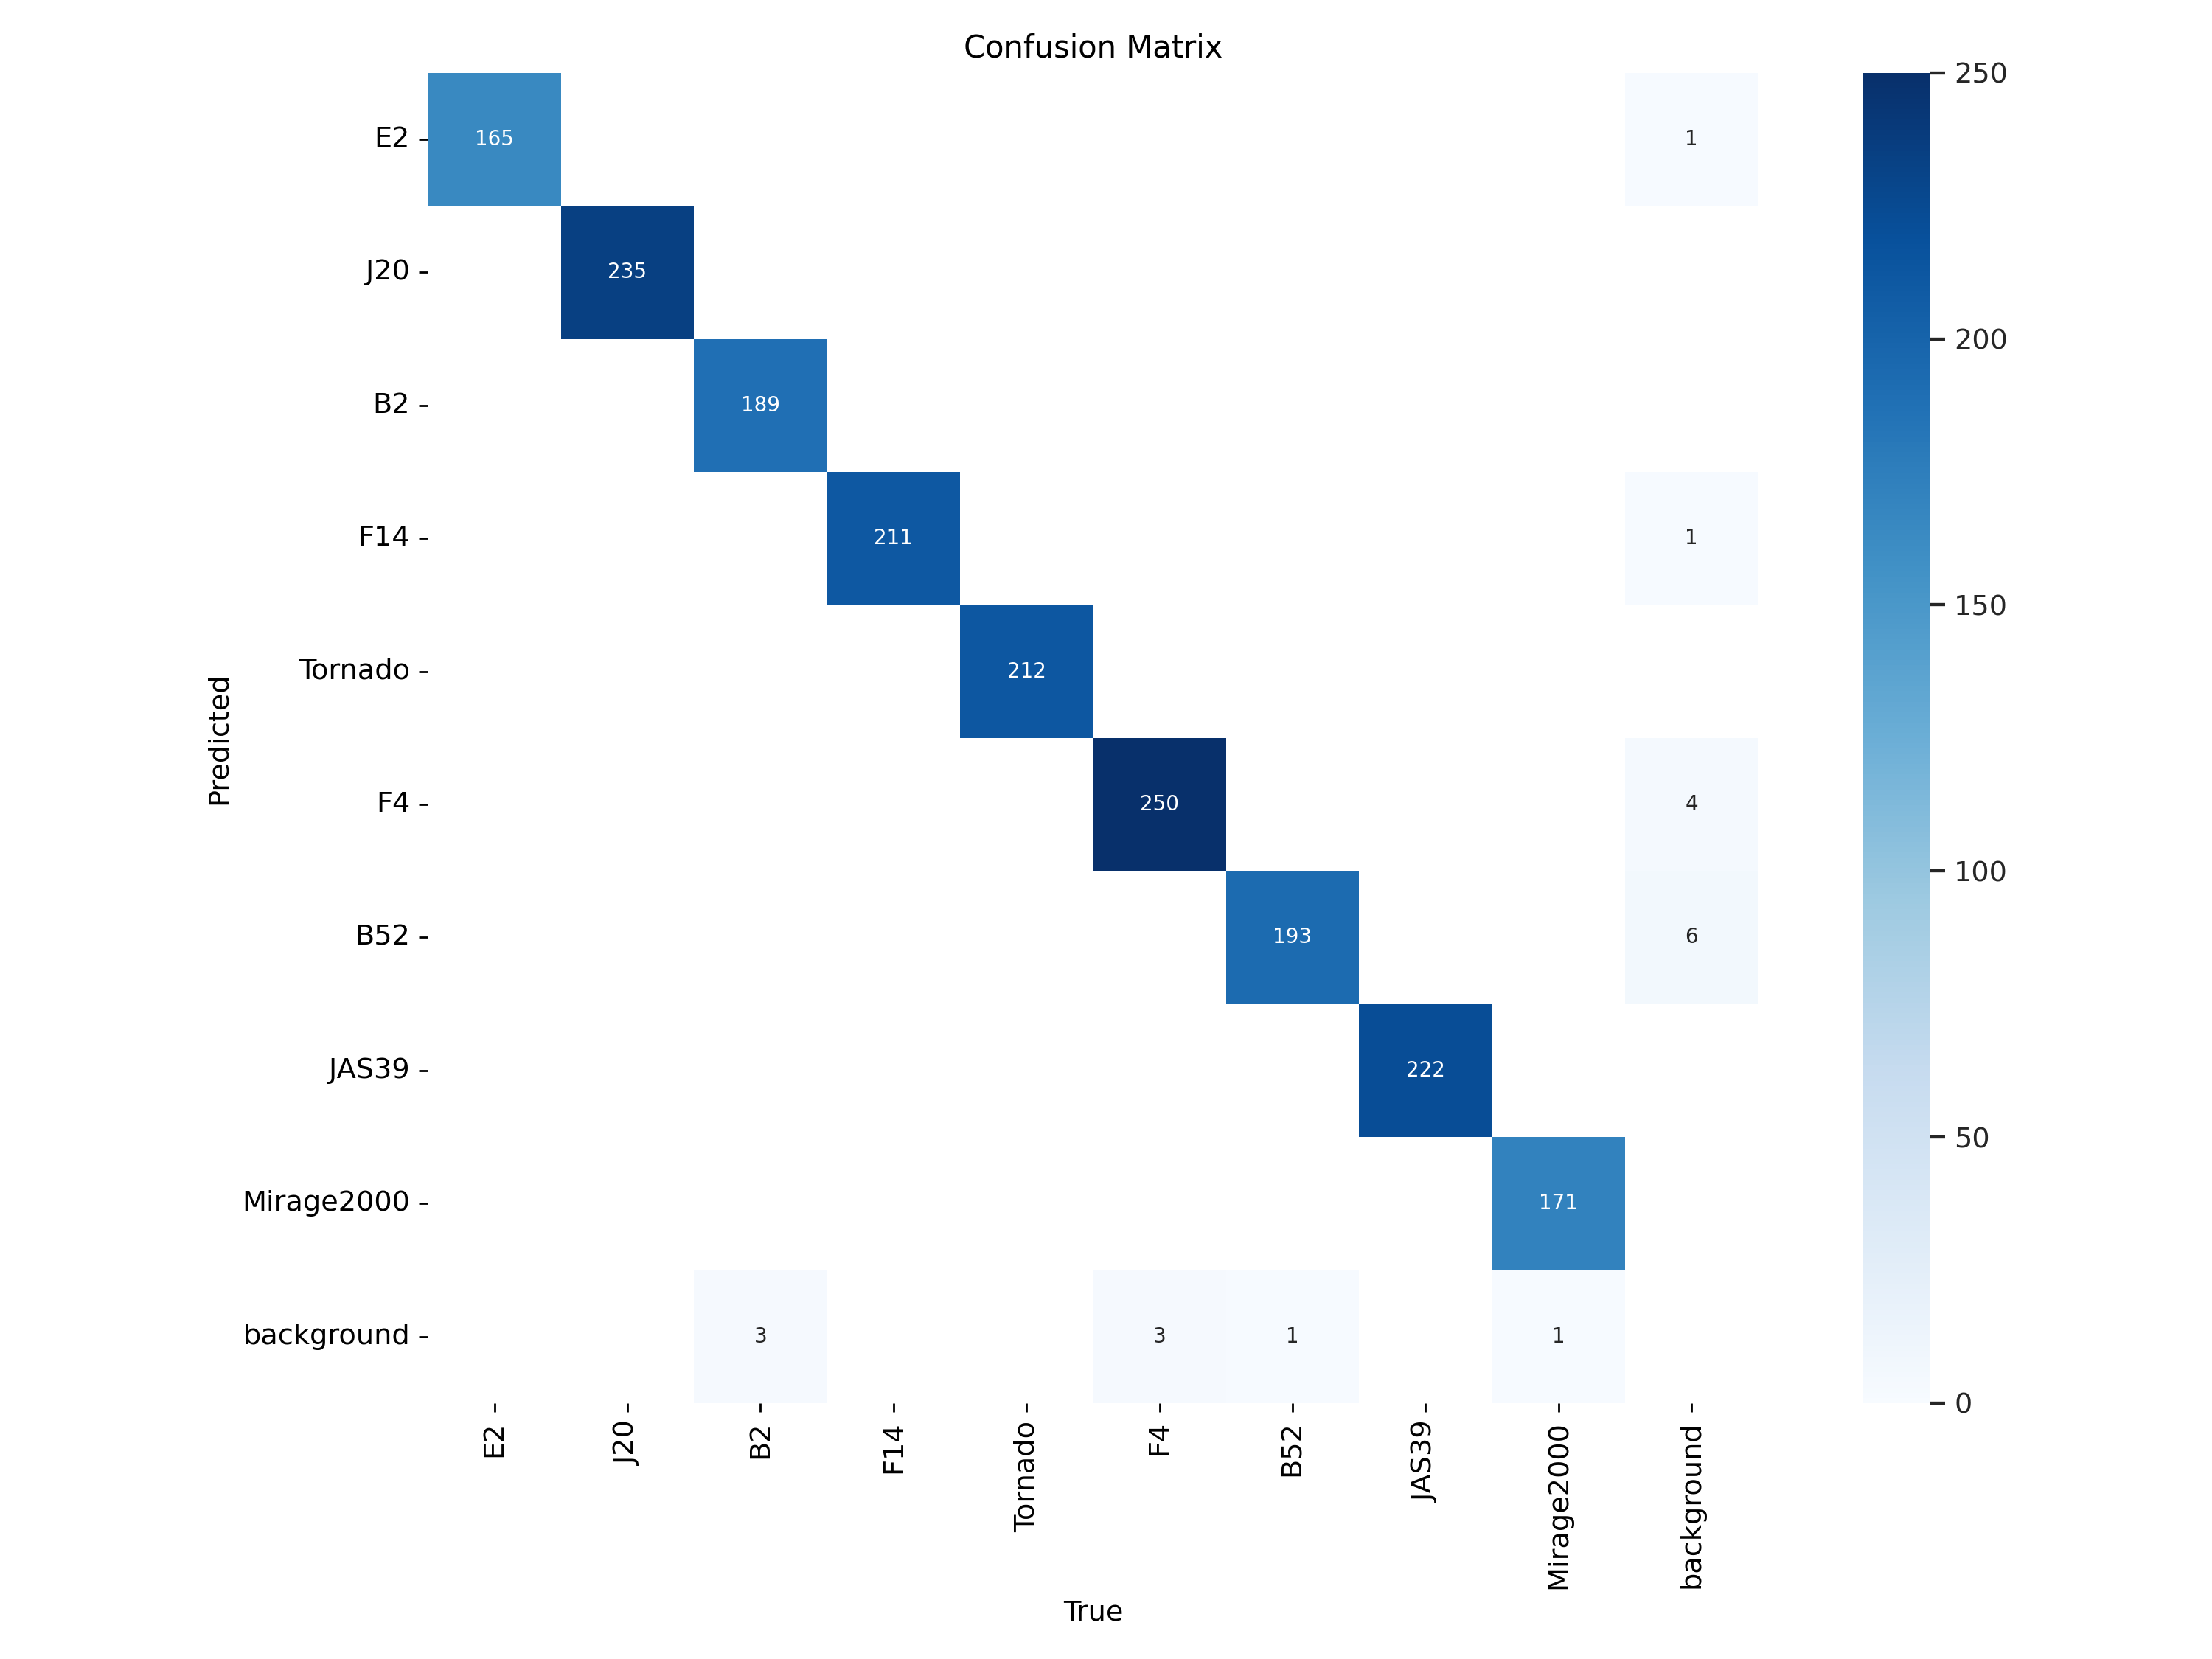 Confusion Matrix
E2
165
1
J20
235
B2
189
F14
211
1
Tornado
212
F4
250
4
B52
193
6
JAS39
222
Mirage2000
171
background
3
3
1
1
Predicted
E2
J20
B2
F14
Tornado
F4
B52
JAS39
Mirage2000
background
True
250
200
150
100
50
0